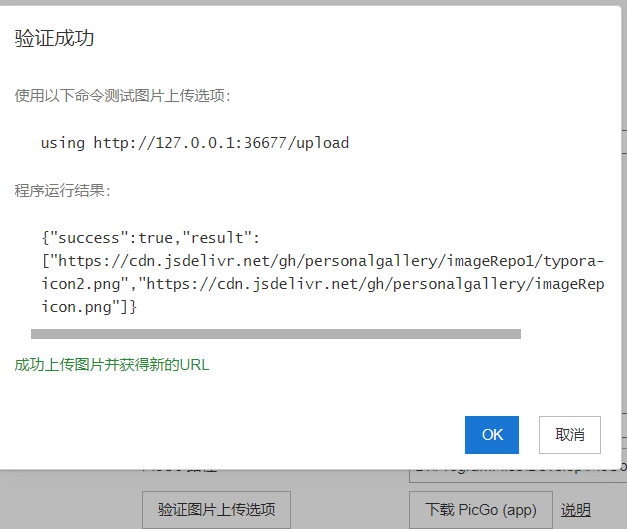 验证成功
使用以下命令测试图片上传选项：
using http://127.0.0.1:36677/upload
程序运行结果：
{"success":true,"result":
["https://cdn.jsdelivr.net/gh/personalgallery/imageRepo1/typora-
icon2.png","https://cdn.jsdelivr.net/gh/personalgallery/imageRep
icon.png"]}
成功上传图片并获得新的URL
OK
取消
验证图片上传选项
下载 PicGo (app)
说明